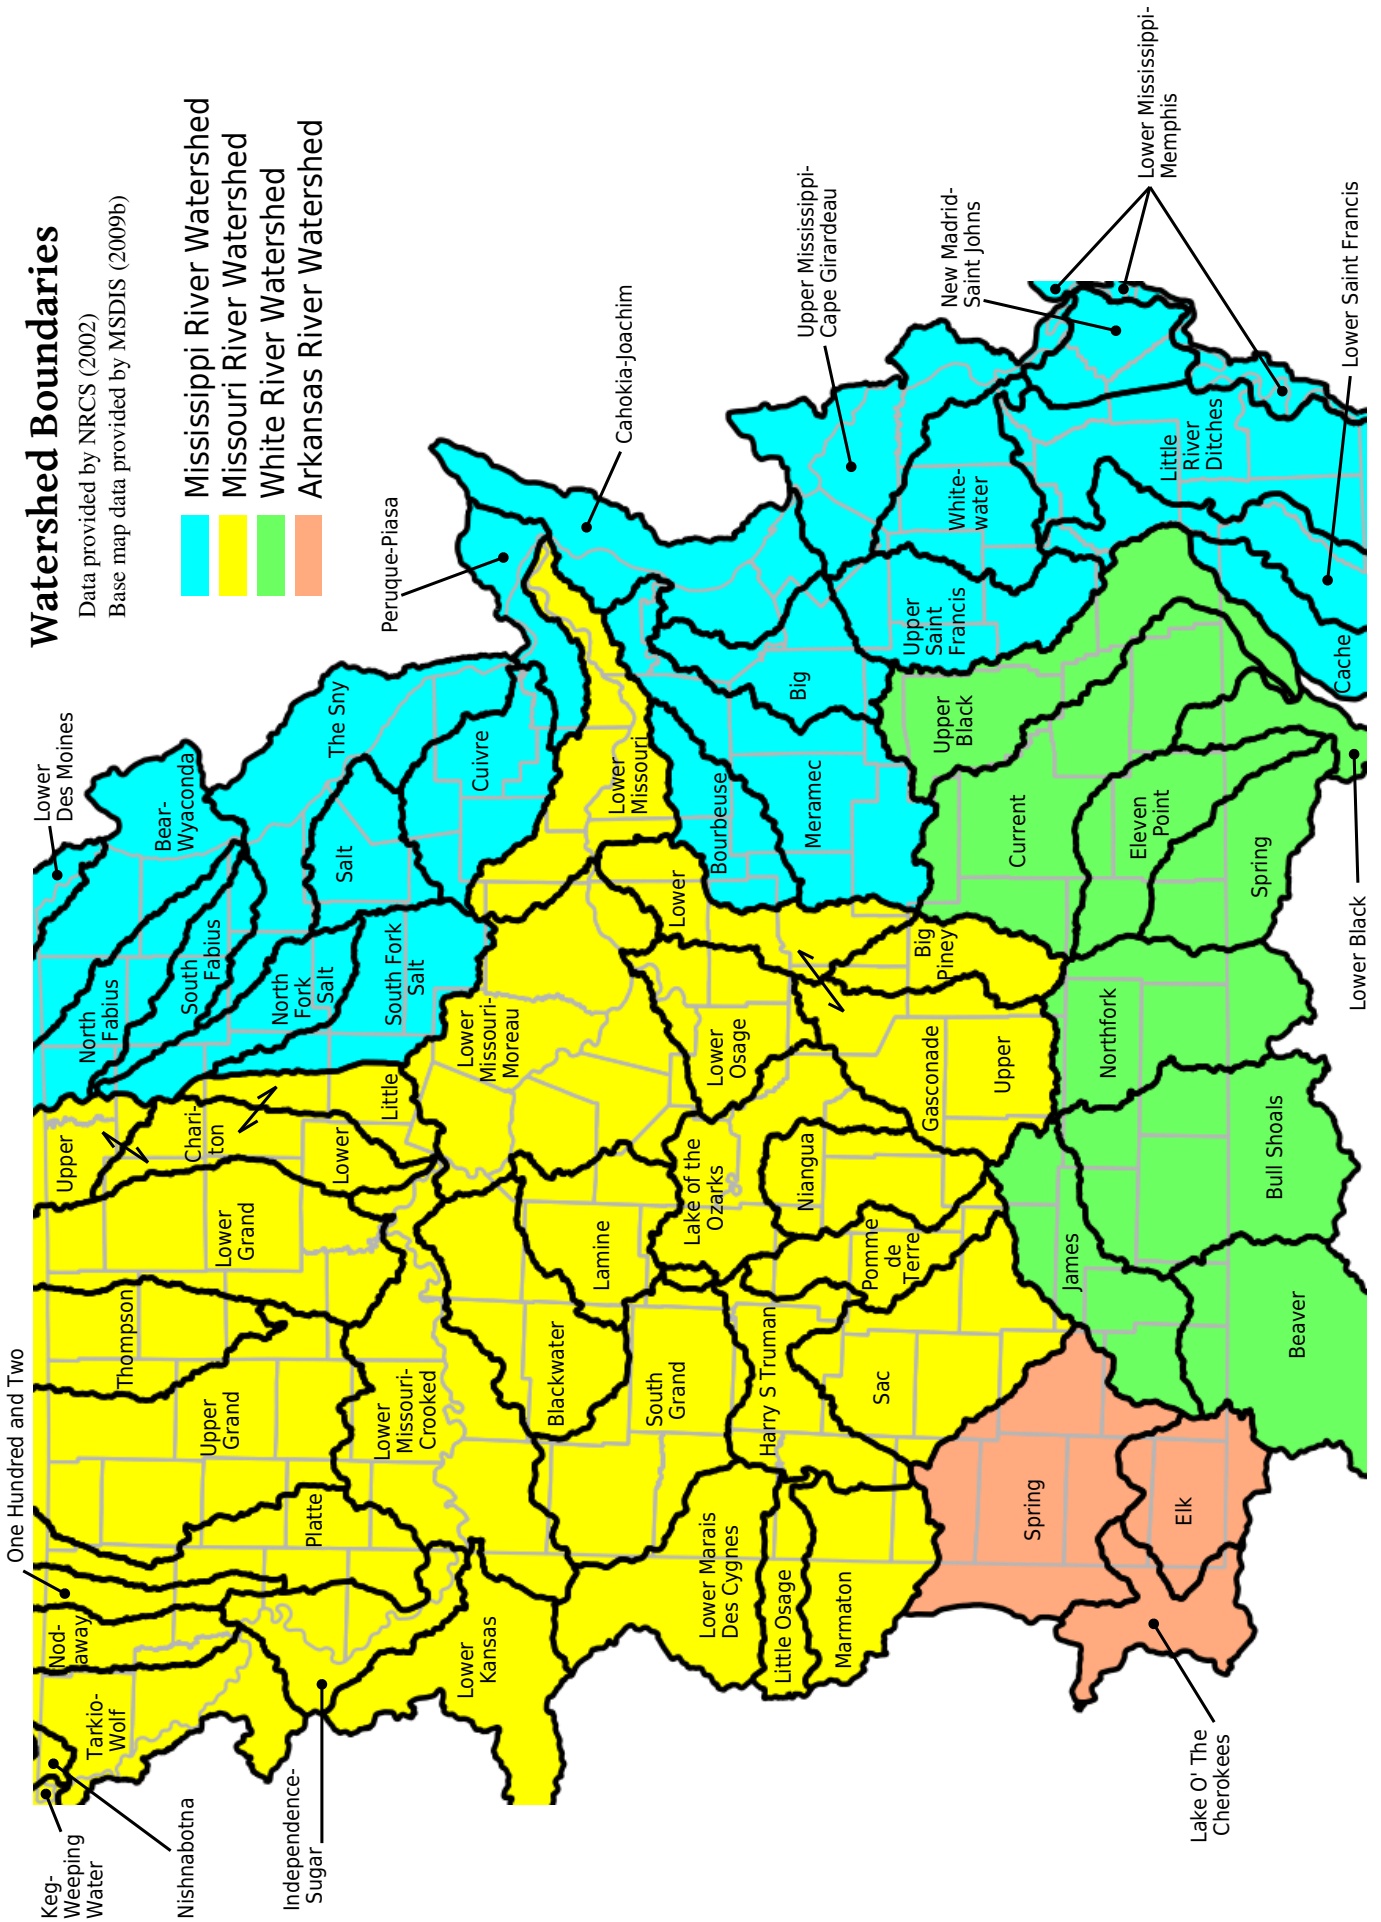 Watershed Boundaries
Data provided by NRCS (2002)
Base map data provided by MSDIS (2009b)
Mississippi River Watershed
Missouri River Watershed
White River Watershed
Arkansas River Watershed
Keg-
Weeping
Water
Nishnabotna
Tarkio-
Wolf
Nod-
away
One Hundred and Two
Independence-
Sugar
Platte
Upper
Grand
Thompson
Lower
Grand
Upper
Chari-
ton
Lower
Little
North
Fabius
South
Fabius
North
Fork
Salt
South Fork
Salt
Salt
Bear-
Wyaconda
Lower
Des Moines
The Sny
Cuivre
Peruque-Piasa
Cahokia-Joachim
Lower
Kansas
Lower
Missouri-
Crooked
Blackwater
Lamine
Lower
Missouri-
Moreau
Lower
Missouri
South
Grand
Lower Marais
Des Cygnes
Little Osage
Marmaton
Harry S Truman
Sac
Pomme
de
Terre
Lake of the
Ozarks
Niangua
Lower
Osage
Lower
Gasconade
Upper
Big
Piney
Bourbeuse
Meramec
Big
Upper Mississippi-
Cape Girardeau
White-
water
Upper
Saint
Francis
Upper
Black
Current
Eleven
Point
Spring
Northfork
Bull Shoals
James
Beaver
Spring
Elk
Lake O' The
Cherokees
Lower Black
Cache
Lower Saint Francis
Little
River
Ditches
New Madrid-
Saint Johns
Lower Mississippi-
Memphis